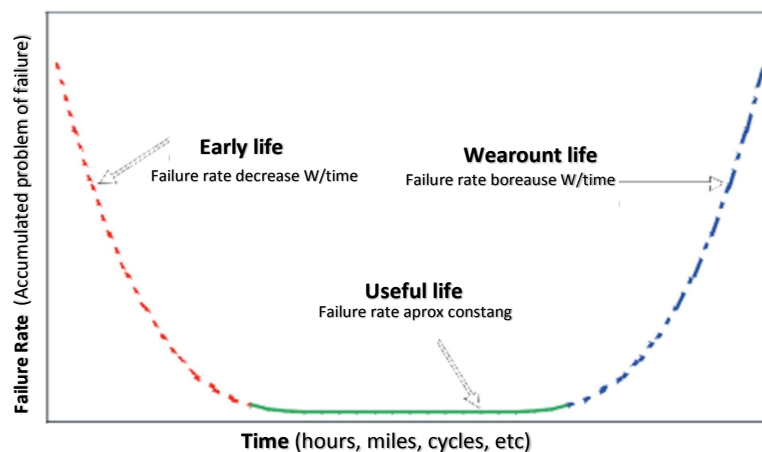 Failure Rate (Accumulated problem of failure)
Early life
Failure rate decrease W/time
Wearount life
Failure rate boreause W/time
Useful life
Failure rate aprox constang
Time (hours, miles, cycles, etc)